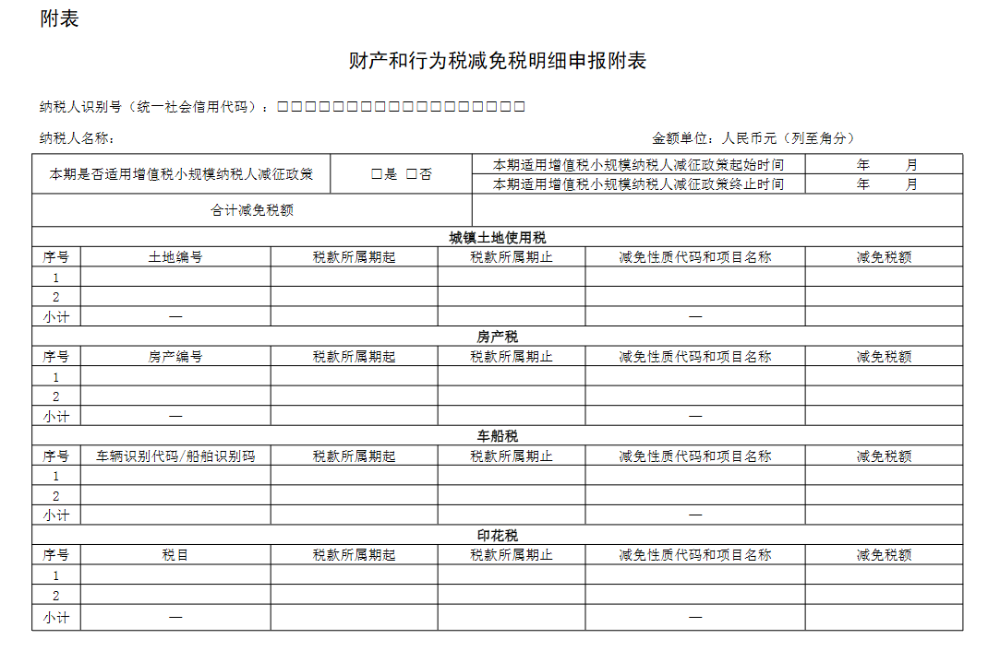 附表
财产和行为税减免税明细申报附表
纳税人识别号（统一社会信用代码）：□□□□□□□□□□□□□□□□□□
纳税人名称： 金额单位：人民币元（列至角分）
本期是否适用增值税小规模纳税人减征政策 □是 □否 本期适用增值税小规模纳税人减征政策起始时间 年 月
本期适用增值税小规模纳税人减征政策终止时间 年 月
合计减免税额
城镇土地使用税
序号 土地编号 税款所属期起 税款所属期止 减免性质代码和项目名称 减免税额
1
2
小计 — —
房产税
序号 房产编号 税款所属期起 税款所属期止 减免性质代码和项目名称 减免税额
1
2
小计 — —
车船税
序号 车辆识别代码/船舶识别码 税款所属期起 税款所属期止 减免性质代码和项目名称 减免税额
1
2
小计 —
印花税
序号 税目 税款所属期起 税款所属期止 减免性质代码和项目名称 减免税额
1
2
小计 — —